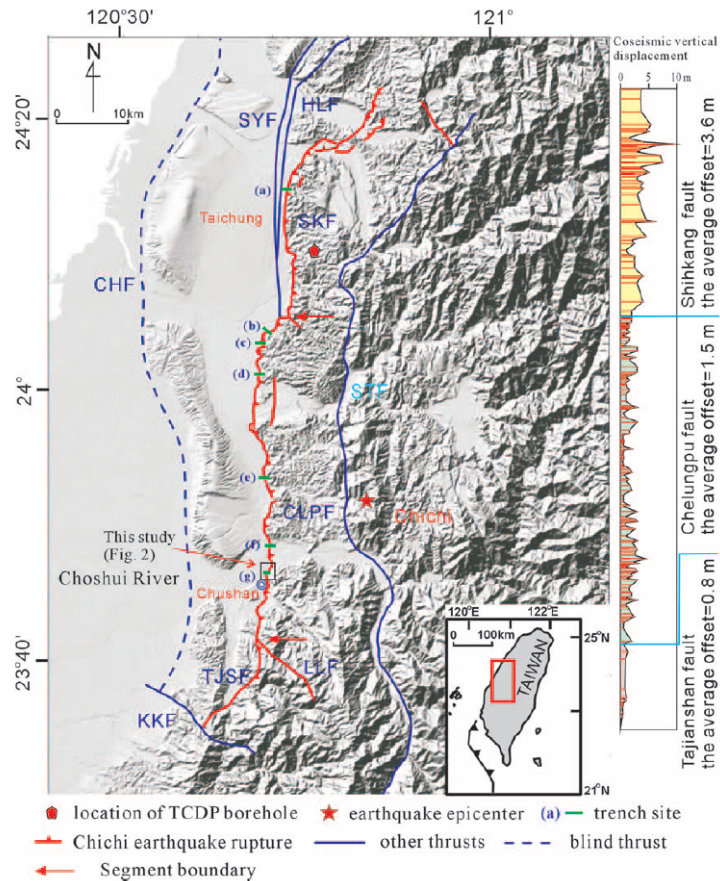 120°30'
121°
Coseismic vertical
displacement
0 5 10 m
N
0 10km
24°20'
SYF
HLF
(a)
Taichung
SKF
CHF
(b)
(c)
24°
(d)
STF
(e)
CLPF
Chichi
This study
(Fig. 2)
(f)
Choshui River
(g)
Chushan
23°40'
TJSF
LLF
KKF
Shihkang fault
the average offset=3.6 m
Chelungpu fault
the average offset=1.5 m
Tajianshan fault
the average offset=0.8 m
120°E 122°E
0 100km
25°N
TAIWAN
21°N
location of TCDP borehole
earthquake epicenter
(a) trench site
Chichi earthquake rupture
other thrusts
blind thrust
Segment boundary